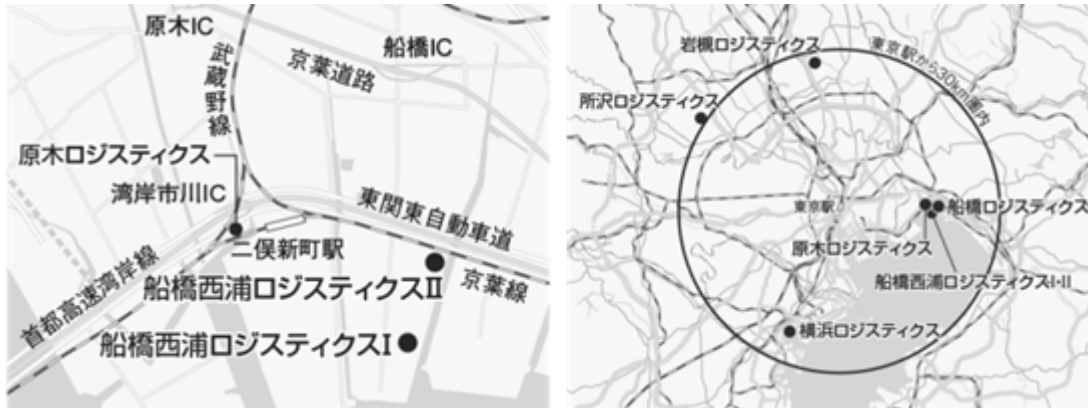 原木IC
船橋IC
武蔵野線
京葉道路
原木ロジスティクス
湾岸市川IC
東関東自動車道
二俣新町駅
京葉線
首都高速湾岸線
船橋西浦ロジスティクスII
船橋西浦ロジスティクスI
岩槻ロジスティクス
東京駅から30km圏内
所沢ロジスティクス
東京駅
船橋ロジスティクス
原木ロジスティクス
船橋西浦ロジスティクスI・II
横浜ロジスティクス